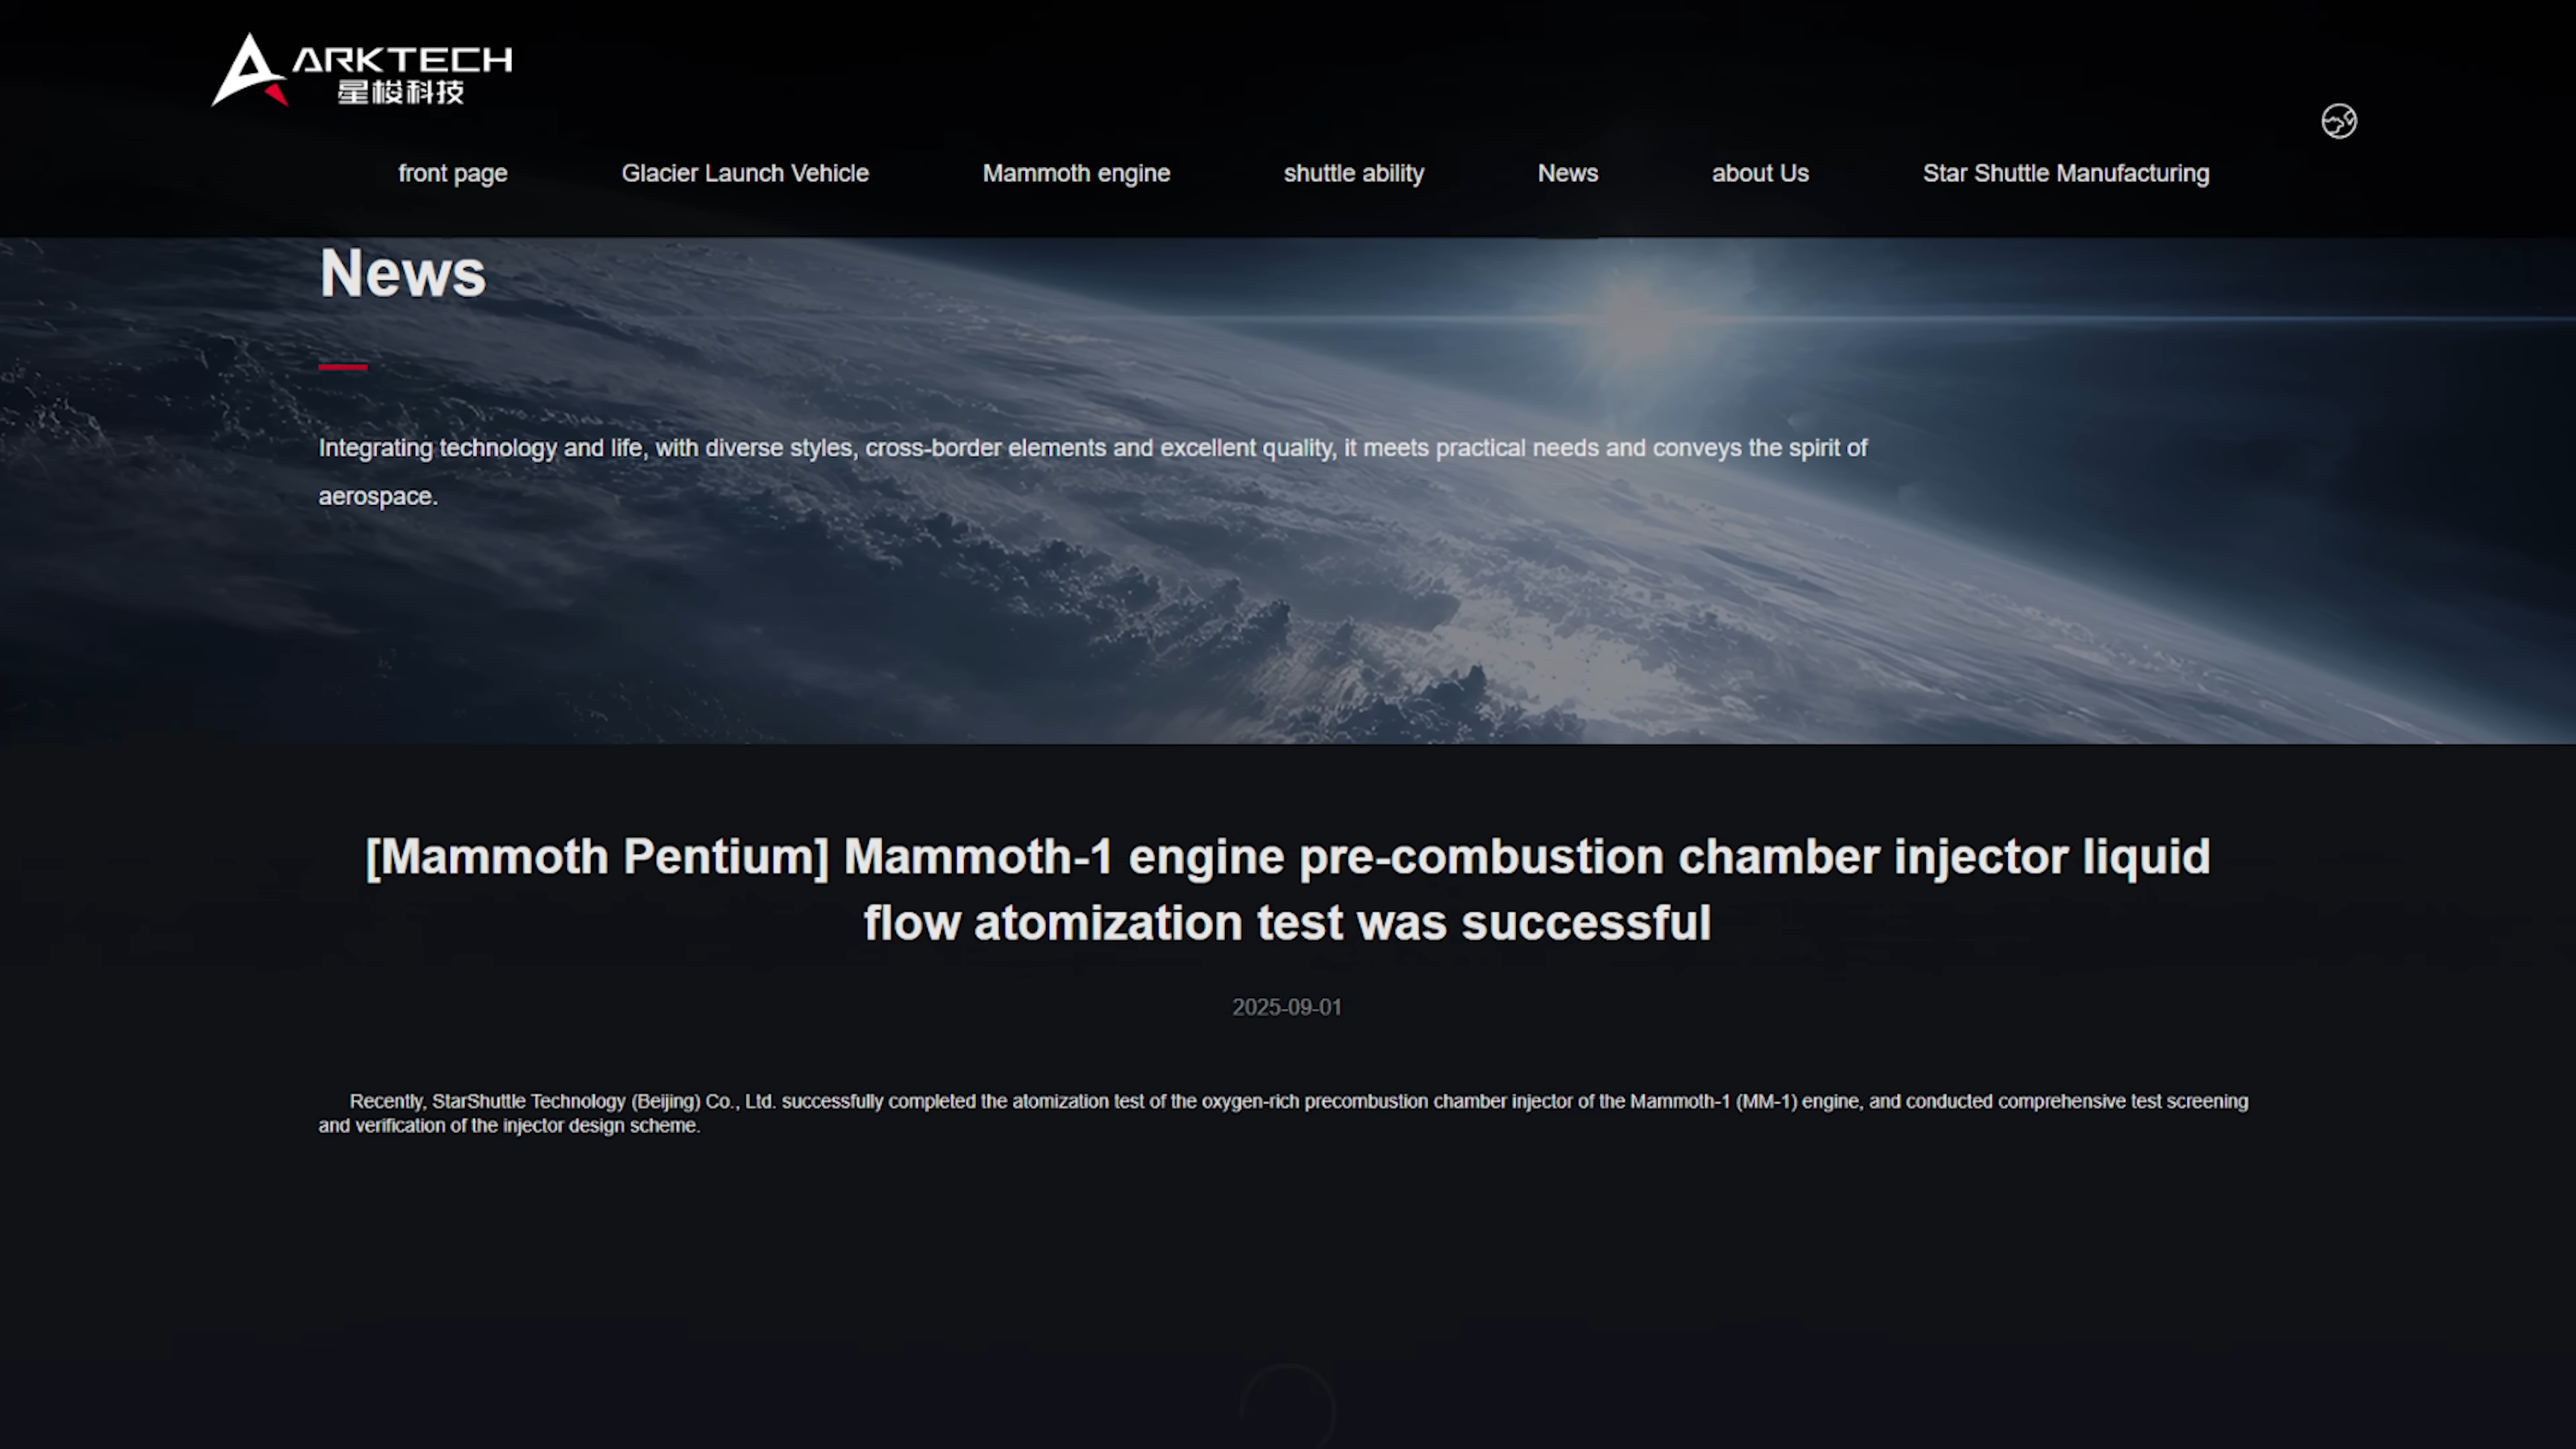 ARKTECH
星梭科技
front page
Glacier Launch Vehicle
Mammoth engine
shuttle ability
News
about Us
Star Shuttle Manufacturing
News
Integrating technology and life, with diverse styles, cross-border elements and excellent quality, it meets practical needs and conveys the spirit of
aerospace.
[Mammoth Pentium] Mammoth-1 engine pre-combustion chamber injector liquid
flow atomization test was successful
2025-09-01
Recently, StarShuttle Technology (Beijing) Co., Ltd. successfully completed the atomization test of the oxygen-rich precombustion chamber injector of the Mammoth-1 (MM-1) engine, and conducted comprehensive test screening
and verification of the injector design scheme.